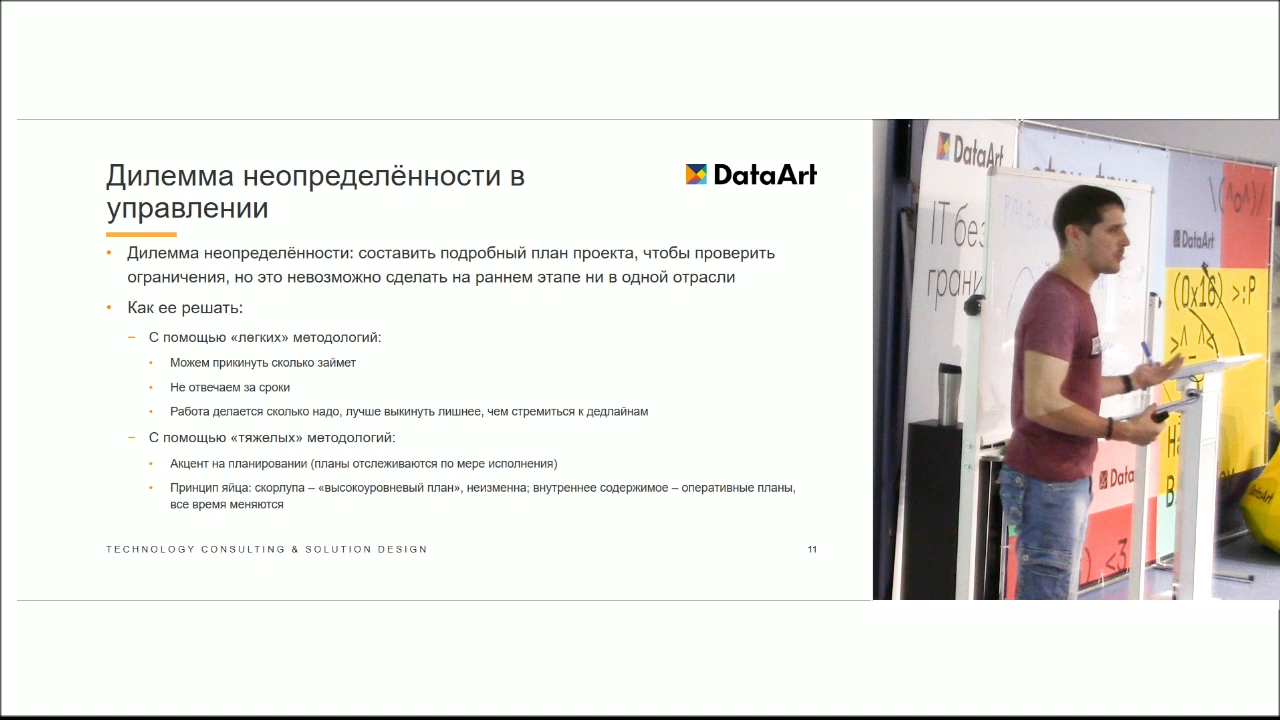 Дилемма неопределённости в
управлении
DataArt
• Дилемма неопределённости: составить подробный план проекта, чтобы проверить
ограничения, но это невозможно сделать на раннем этапе ни в одной отрасли
• Как ее решать:
– С помощью «легких» методологий:
• Можем прикинуть сколько займет
• Не отвечаем за сроки
• Работа делается сколько надо, лучше выкинуть лишнее, чем стремиться к дедлайнам
– С помощью «тяжелых» методологий:
• Акцент на планировании (планы отслеживаются по мере исполнения)
• Принцип яйца: скорлупа – «высокоуровневый план», неизменна; внутреннее содержимое – оперативные планы,
все время меняются
TECHNOLOGY CONSULTING & SOLUTION DESIGN
11
DataArt
IT без
грани
\(^o^)/
DataArt
(0x16) >:P
>^_^<
Data
<3
DataArt